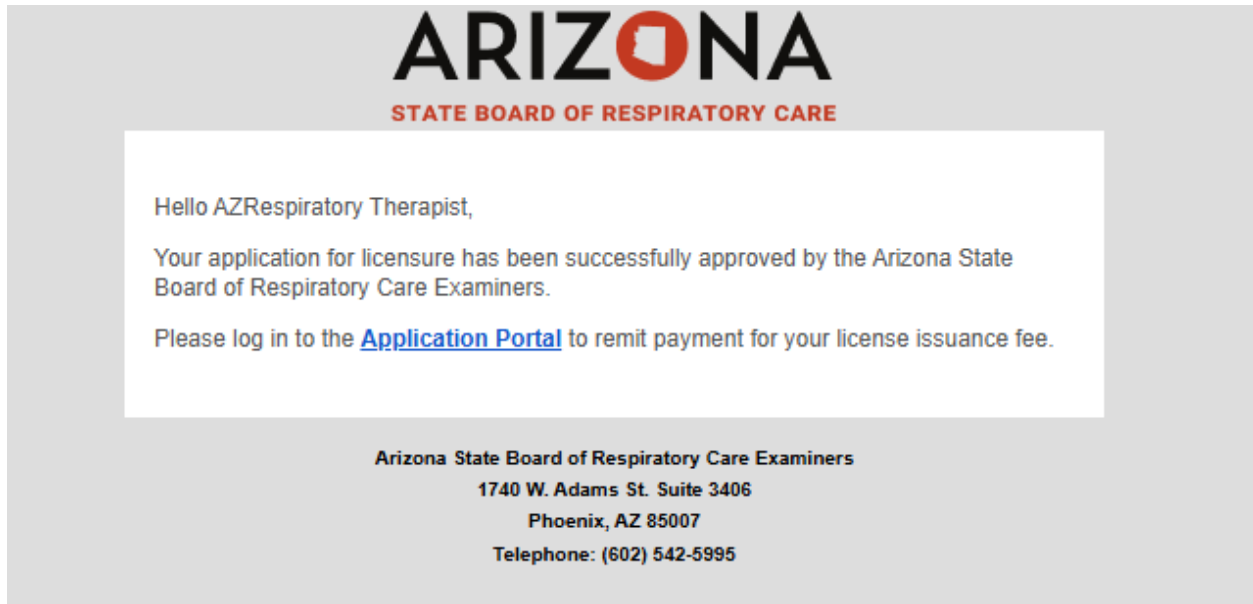 ARIZONA
STATE BOARD OF RESPIRATORY CARE
Hello AZRespiratory Therapist,
Your application for licensure has been successfully approved by the Arizona State
Board of Respiratory Care Examiners.
Please log in to the Application Portal to remit payment for your license issuance fee.
Arizona State Board of Respiratory Care Examiners
1740 W. Adams St. Suite 3406
Phoenix, AZ 85007
Telephone: (602) 542-5995